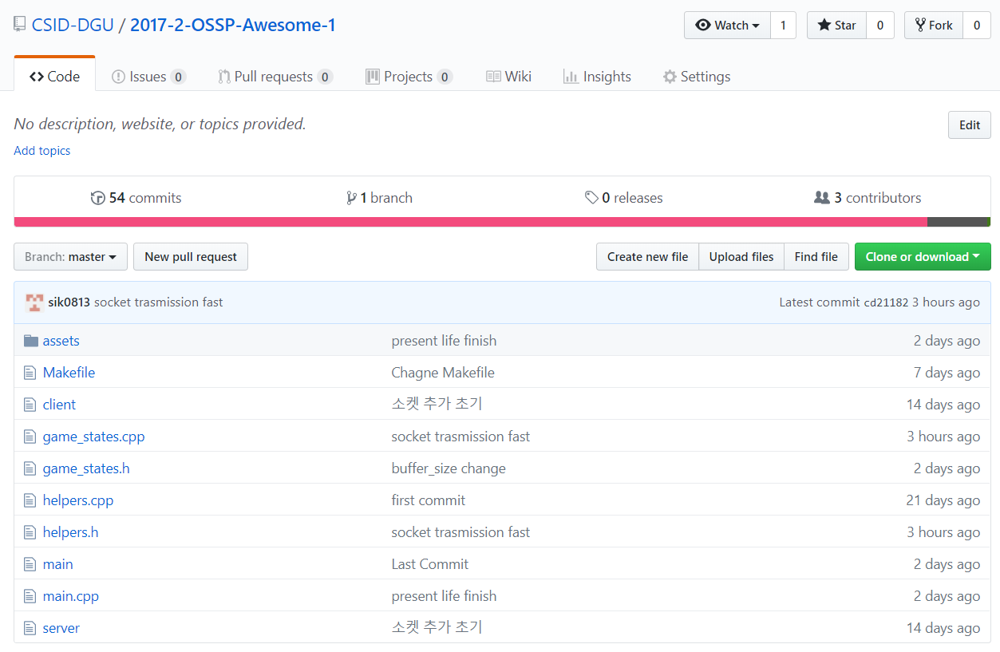 CSID-DGU / 2017-2-OSSP-Awesome-1 Watch 1 Star 0 Fork 0
Code Issues 0 Pull requests 0 Projects 0 Wiki Insights Settings
No description, website, or topics provided. Edit
Add topics
54 commits 1 branch 0 releases 3 contributors
Branch: master New pull request Create new file Upload files Find file Clone or download
sik0813 socket trasmission fast Latest commit cd21182 3 hours ago
assets present life finish 2 days ago
Makefile Chagne Makefile 7 days ago
client 소켓 추가 초기 14 days ago
game_states.cpp socket trasmission fast 3 hours ago
game_states.h buffer_size change 2 days ago
helpers.cpp first commit 21 days ago
helpers.h socket trasmission fast 3 hours ago
main Last Commit 2 days ago
main.cpp present life finish 2 days ago
server 소켓 추가 초기 14 days ago